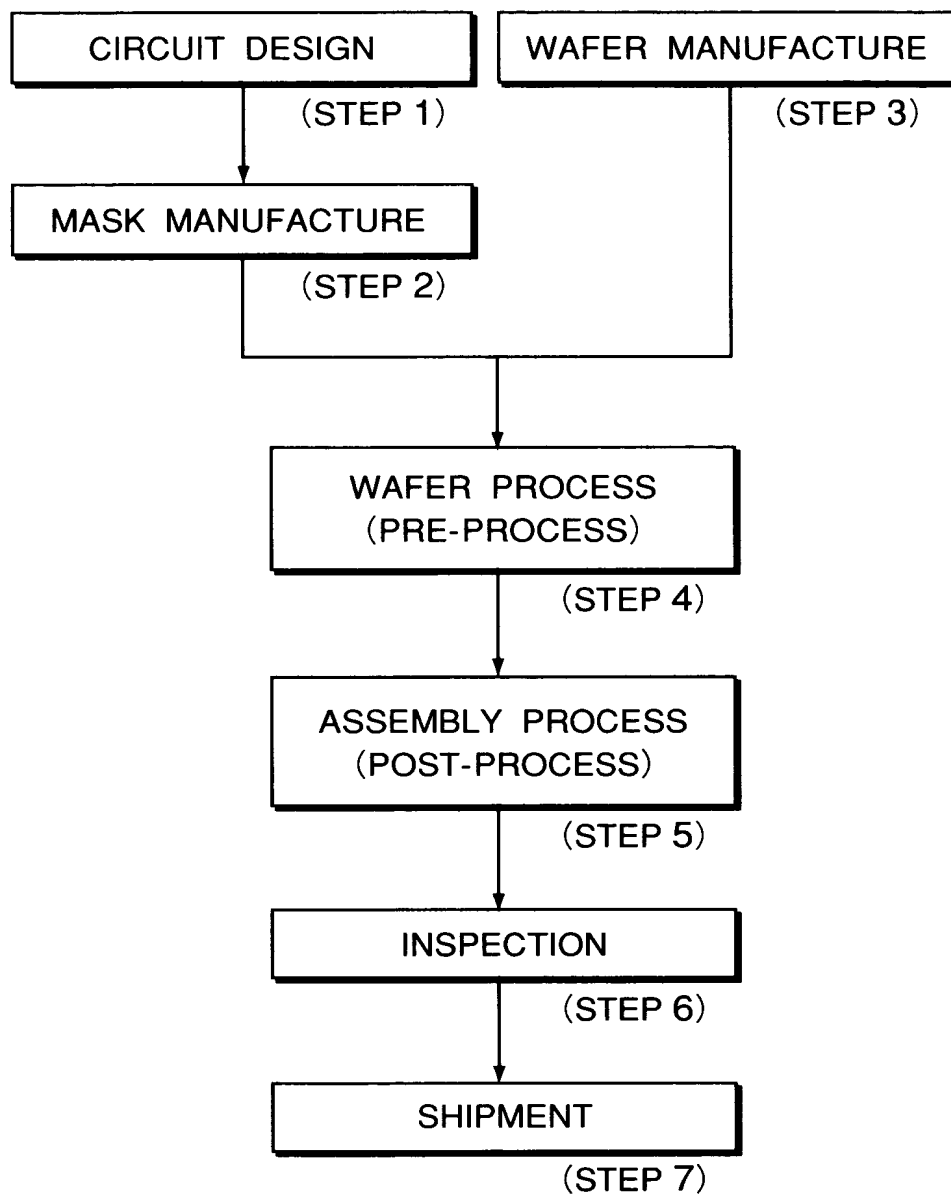 CIRCUIT DESIGN
(STEP 1)
WAFER MANUFACTURE
(STEP 3)
MASK MANUFACTURE
(STEP 2)
WAFER PROCESS
(PRE-PROCESS)
(STEP 4)
ASSEMBLY PROCESS
(POST-PROCESS)
(STEP 5)
INSPECTION
(STEP 6)
SHIPMENT
(STEP 7)